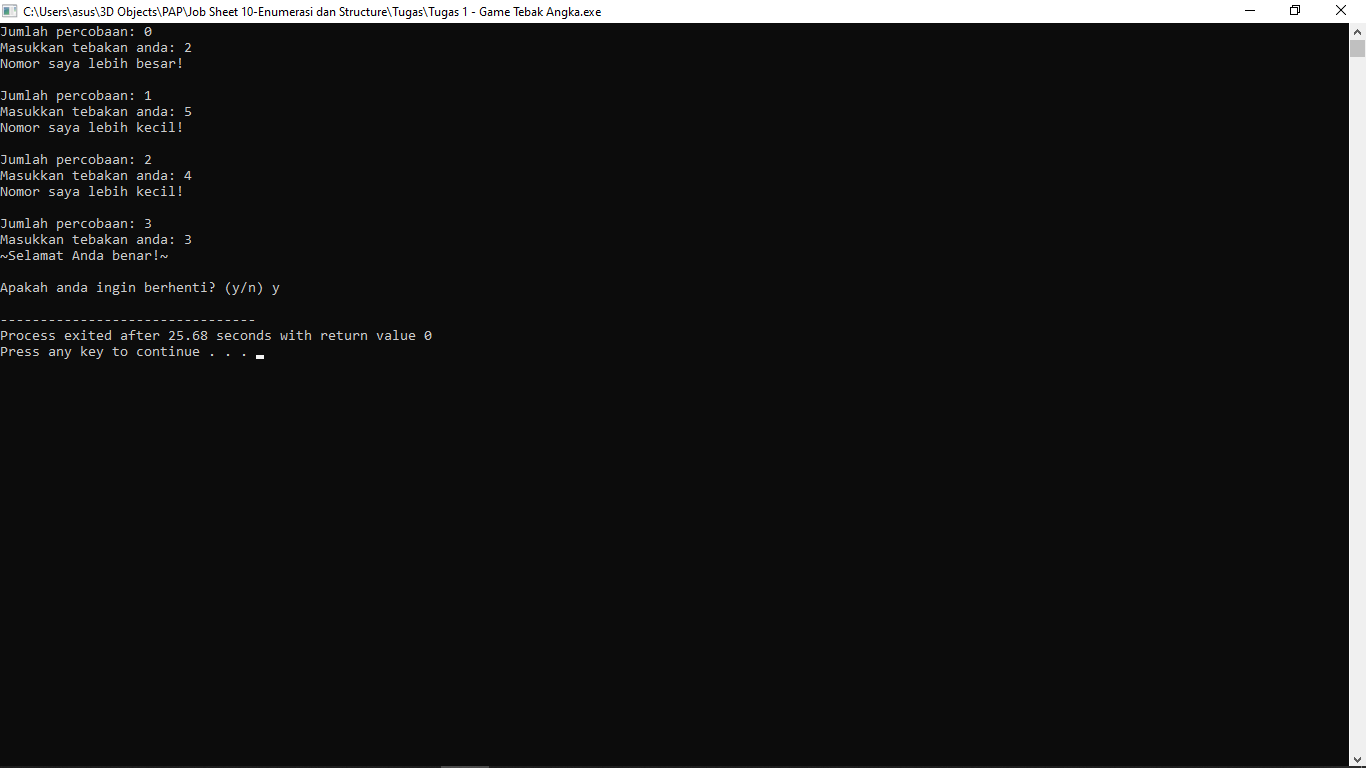 C:\Users\asus\3D Objects\PAP\Job Sheet 10-Enumerasi dan Structure\Tugas\Tugas 1 - Game Tebak Angka.exe
Jumlah percobaan: 0
Masukkan tebakan anda: 2
Nomor saya lebih besar!
Jumlah percobaan: 1
Masukkan tebakan anda: 5
Nomor saya lebih kecil!
Jumlah percobaan: 2
Masukkan tebakan anda: 4
Nomor saya lebih kecil!
Jumlah percobaan: 3
Masukkan tebakan anda: 3
~Selamat Anda benar!~
Apakah anda ingin berhenti? (y/n) y
--------------------------------
Process exited after 25.68 seconds with return value 0
Press any key to continue . . .